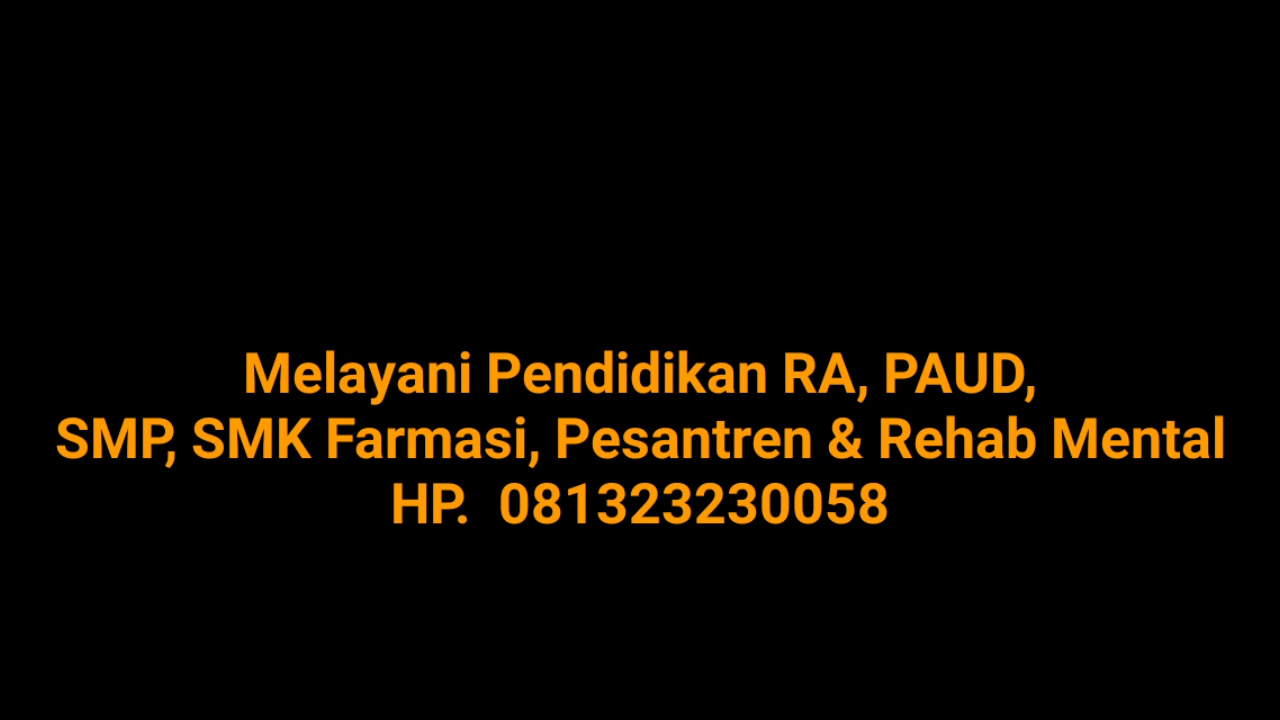 Melayani Pendidikan RA, PAUD,
SMP, SMK Farmasi, Pesantren & Rehab Mental
HP.  081323230058